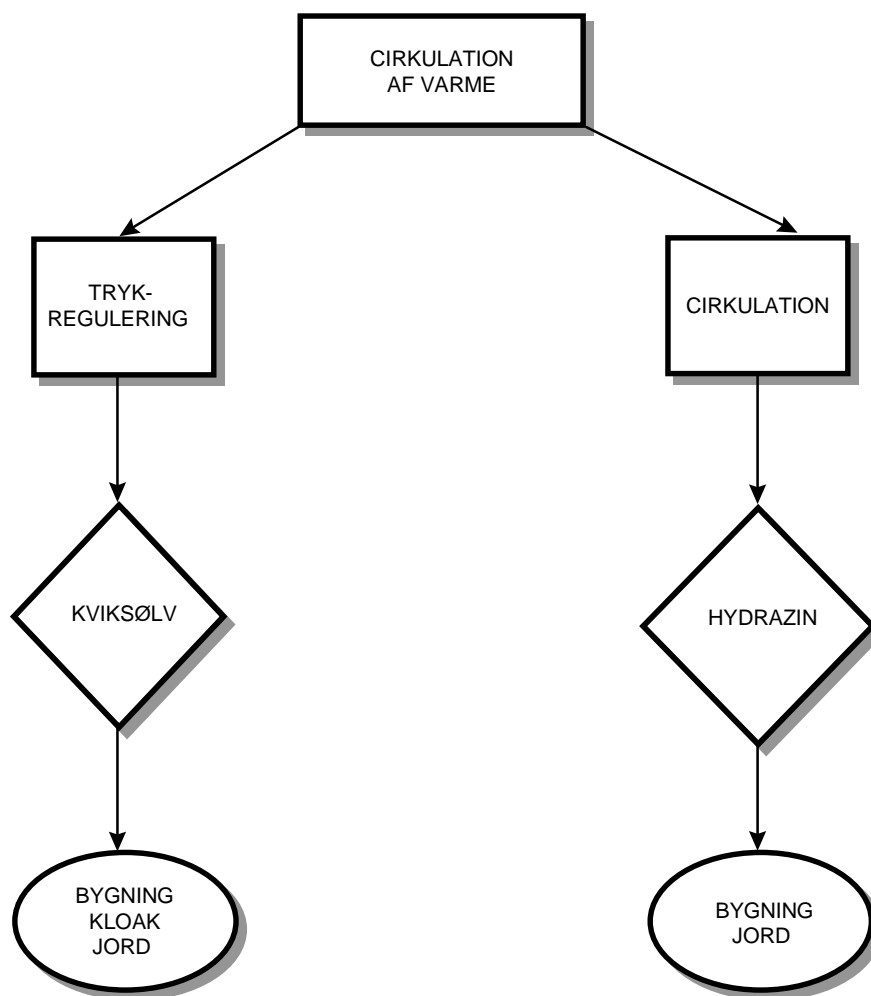 CIRKULATION
AF VARME
TRYK-
REGULERING
CIRKULATION
KVIKSØLV
HYDRAZIN
BYGNING
KLOAK
JORD
BYGNING
JORD